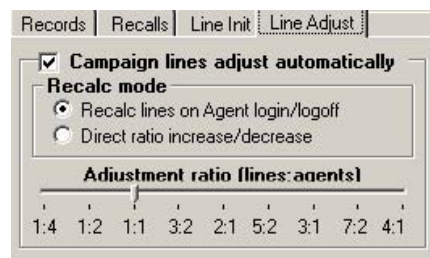 Records Recalls Line Init Line Adjust
Campaign lines adjust automatically
Recalc mode
Recalc lines on Agent login/logoff
Direct ratio increase/decrease
Adjustment ratio (lines:agents)
1:4 1:2 1:1 3:2 2:1 5:2 3:1 7:2 4:1